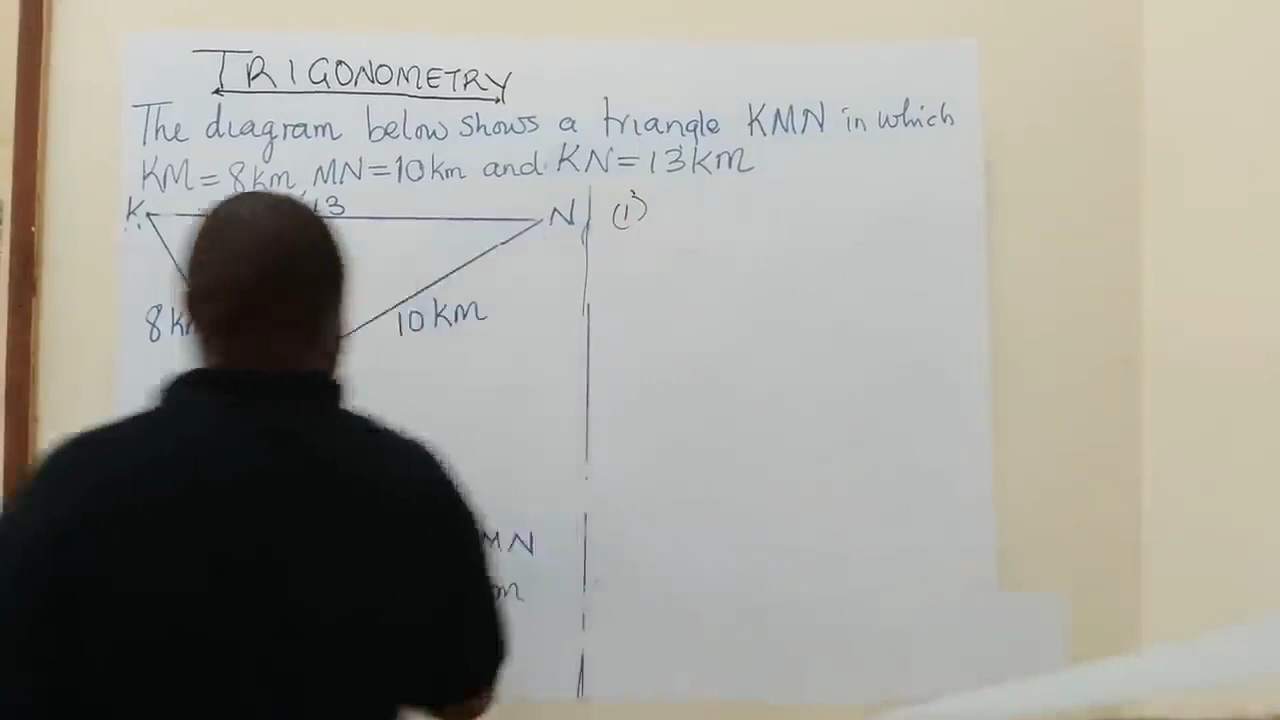 TRIGONOMETRY
The diagram below shows a triangle KMN in which
KM = 8km, MN = 10km and KN = 13km
K 13 N (i)
8k 10km
MN
m